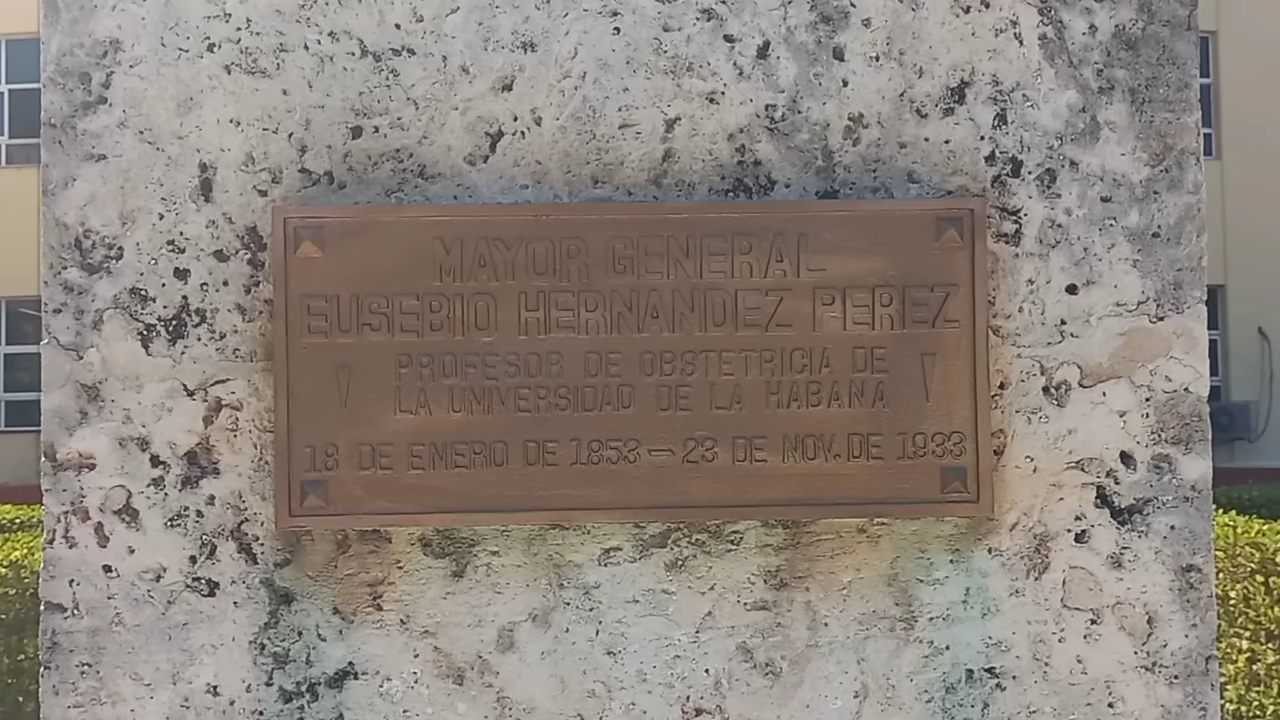 MAYOR GENERAL
EUSEBIO HERNANDEZ PEREZ
PROFESOR DE OBSTETRICIA DE
LA UNIVERSIDAD DE LA HABANA
18 DE ENERO DE 1853 — 23 DE NOV. DE 1933